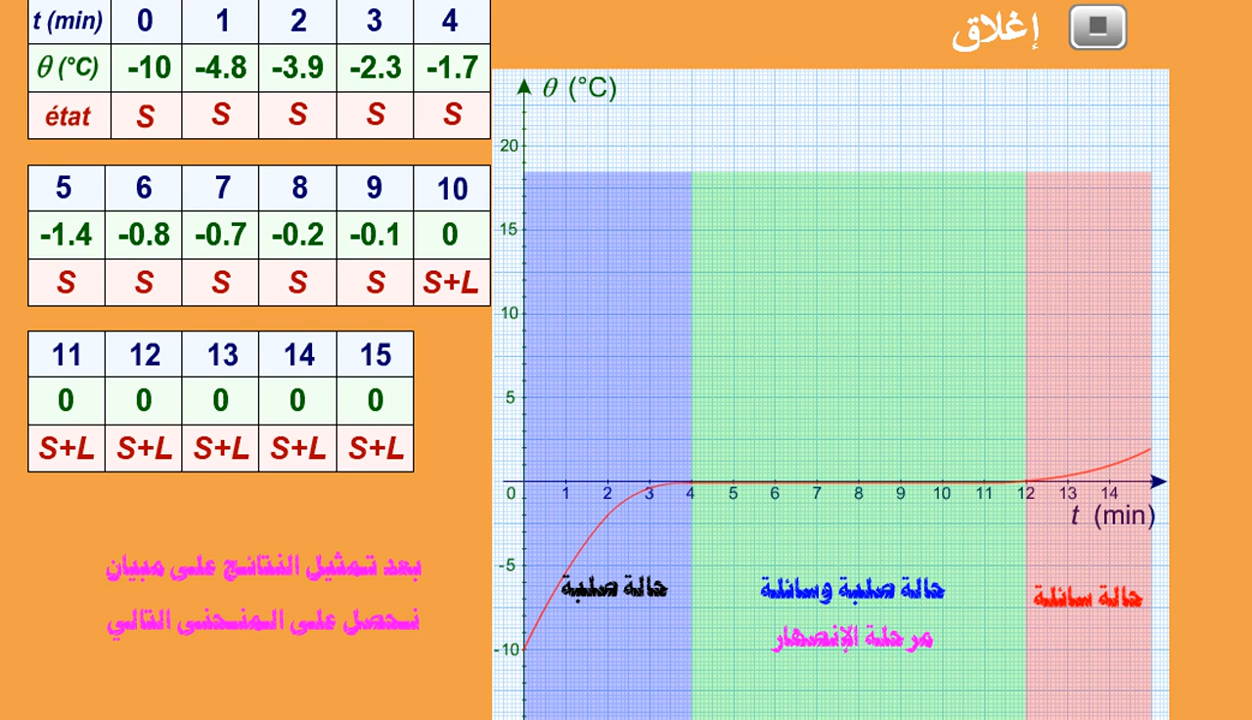 إغلاق
t (min) 0 1 2 3 4
θ (°C) -10 -4.8 -3.9 -2.3 -1.7
état S S S S S
5 6 7 8 9 10
-1.4 -0.8 -0.7 -0.2 -0.1 0
S S S S S S+L
11 12 13 14 15
0 0 0 0 0
S+L S+L S+L S+L S+L
بعد تمثيل النتائج على مبيان
نحصل على المنحنى التالي
θ (°C)
20
15
10
5
0 1 2 3 4 5 6 7 8 9 10 11 12 13 14
t (min)
-5
حالة صلبة
حالة صلبة وسائلة
حالة سائلة
مرحلة الإنصهار
-10